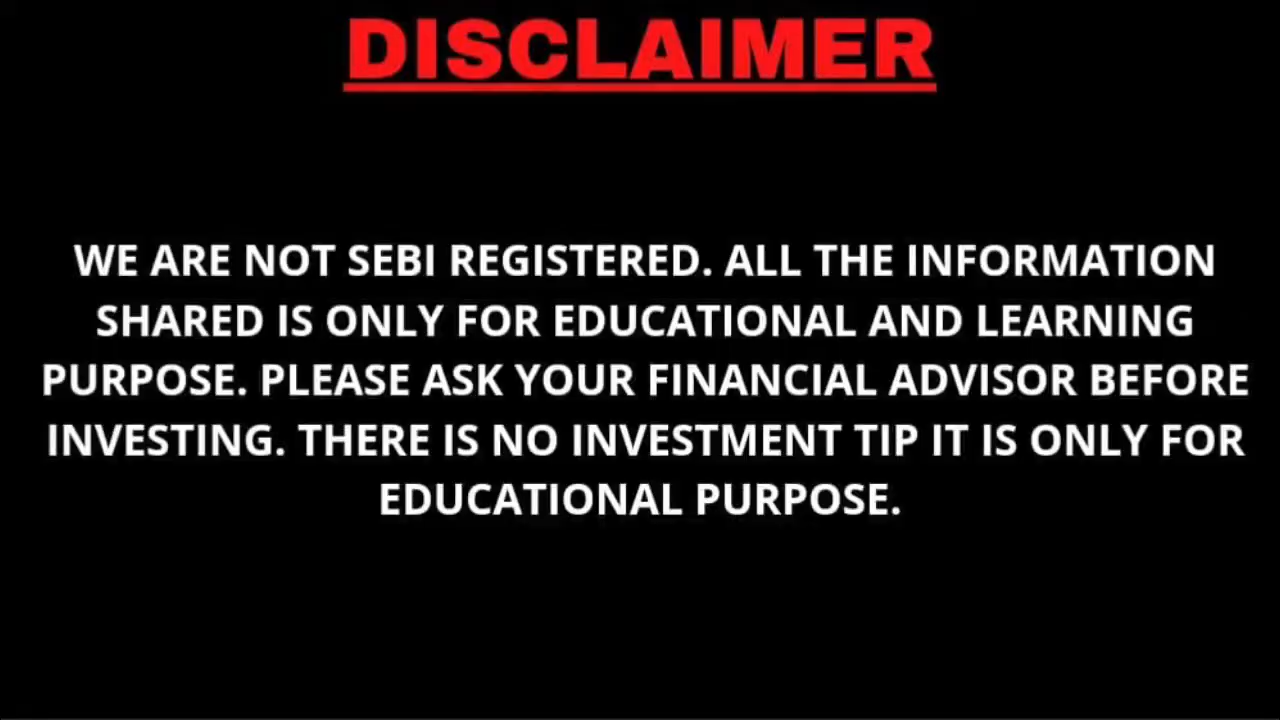 DISCLAIMER
WE ARE NOT SEBI REGISTERED. ALL THE INFORMATION
SHARED IS ONLY FOR EDUCATIONAL AND LEARNING
PURPOSE. PLEASE ASK YOUR FINANCIAL ADVISOR BEFORE
INVESTING. THERE IS NO INVESTMENT TIP IT IS ONLY FOR
EDUCATIONAL PURPOSE.